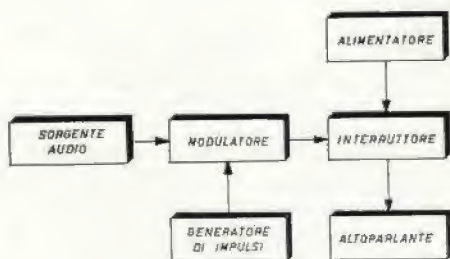 ALIMENTATORE
SORGENTE
AUDIO
MODULATORE
INTERRUTTORE
GENERATORE
DI IMPULSI
ALTOPARLANTE